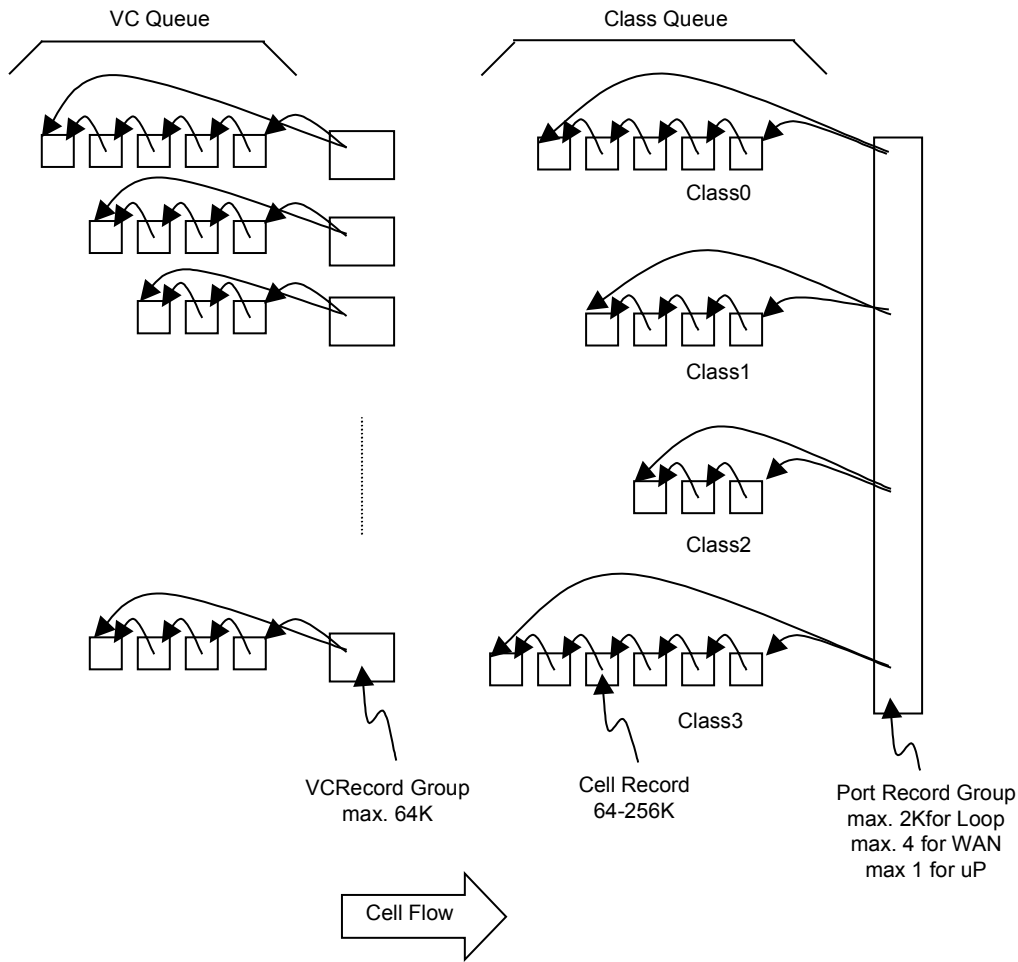 VC Queue
Class Queue
Class0
Class1
Class2
Class3
VCRecord Group
max. 64K
Cell Record
64-256K
Port Record Group
max. 2Kfor Loop
max. 4 for WAN
max 1 for uP
Cell Flow